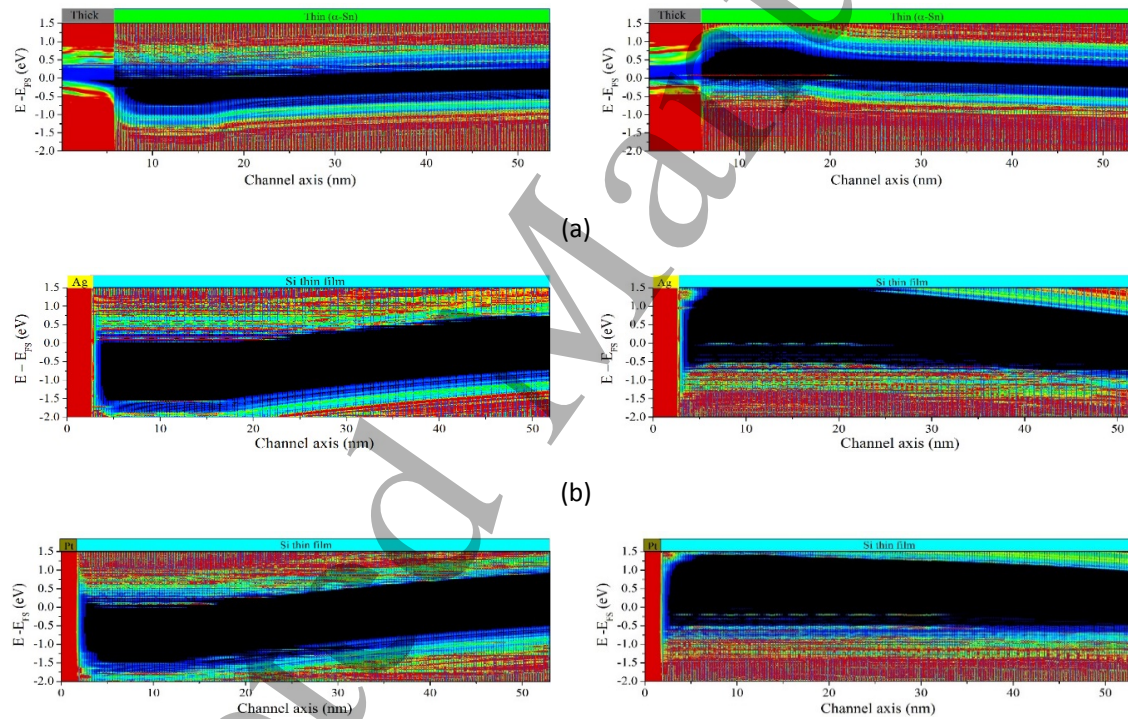 Thick Thin (α-Sn)
1.5
1.0
0.5
0.0
-0.5
-1.0
-1.5
-2.0
E -E_FS (eV)
10 20 30 40 50
Channel axis (nm)
Thick Thin (α-Sn)
1.5
1.0
0.5
0.0
-0.5
-1.0
-1.5
-2.0
E -E_FS (eV)
10 20 30 40 50
Channel axis (nm)
(a)
Ag Si thin film
1.5
1.0
0.5
0.0
-0.5
-1.0
-1.5
-2.0
E – E_FS (eV)
0 10 20 30 40 50
Channel axis (nm)
Ag Si thin film
1.5
1.0
0.5
0.0
-0.5
-1.0
-1.5
-2.0
E – E_FS (eV)
0 10 20 30 40 50
Channel axis (nm)
(b)
Pt Si thin film
1.5
1.0
0.5
0.0
-0.5
-1.0
-1.5
-2.0
E -E_FS (eV)
0 10 20 30 40 50
Channel axis (nm)
Pt Si thin film
1.5
1.0
0.5
0.0
-0.5
-1.0
-1.5
-2.0
E -E_FS (eV)
0 10 20 30 40 50
Channel axis (nm)